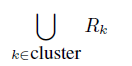 ⋃ R_k
k∈cluster